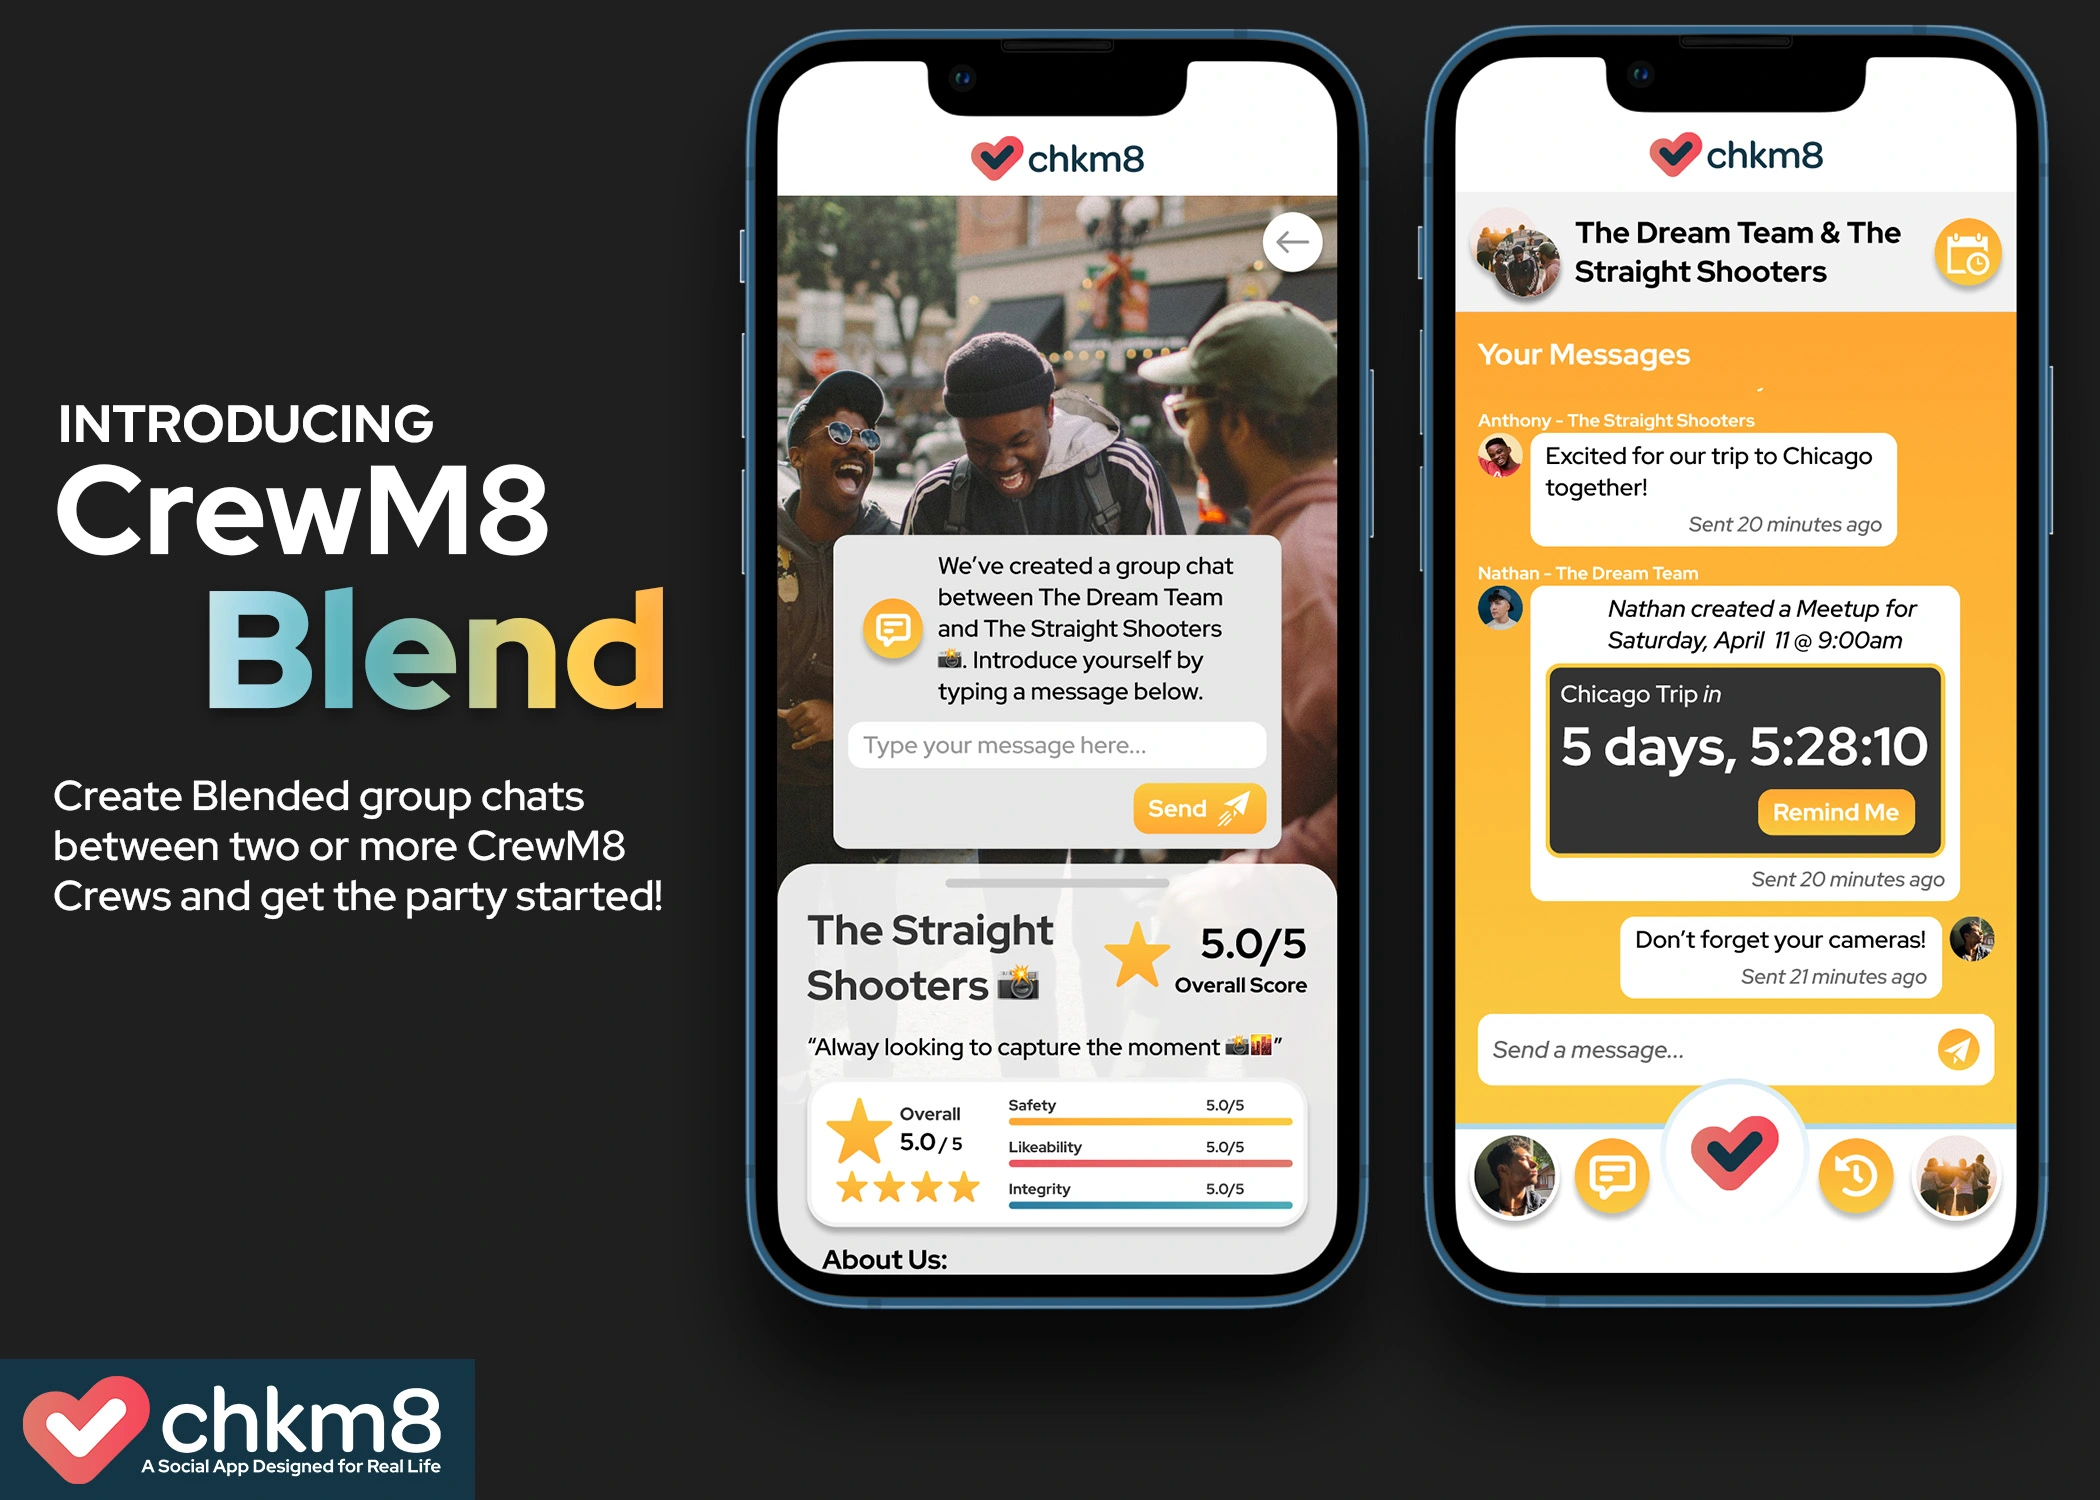 INTRODUCING
CrewM8
Blend
Create Blended group chats
between two or more CrewM8
Crews and get the party started!
chkm8
A Social App Designed for Real Life
chkm8
We've created a group chat
between The Dream Team
and The Straight Shooters
📸. Introduce yourself by
typing a message below.
Type your message here...
Send
The Straight
Shooters 📸
5.0/5
Overall Score
“Alway looking to capture the moment 📸🌇”
Overall
5.0 / 5
Safety 5.0/5
Likeability 5.0/5
Integrity 5.0/5
About Us:
chkm8
The Dream Team & The
Straight Shooters
Your Messages
Anthony - The Straight Shooters
Excited for our trip to Chicago
together!
Sent 20 minutes ago
Nathan - The Dream Team
Nathan created a Meetup for
Saturday, April 11 @ 9:00am
Chicago Trip in
5 days, 5:28:10
Remind Me
Sent 20 minutes ago
Don't forget your cameras!
Sent 21 minutes ago
Send a message...